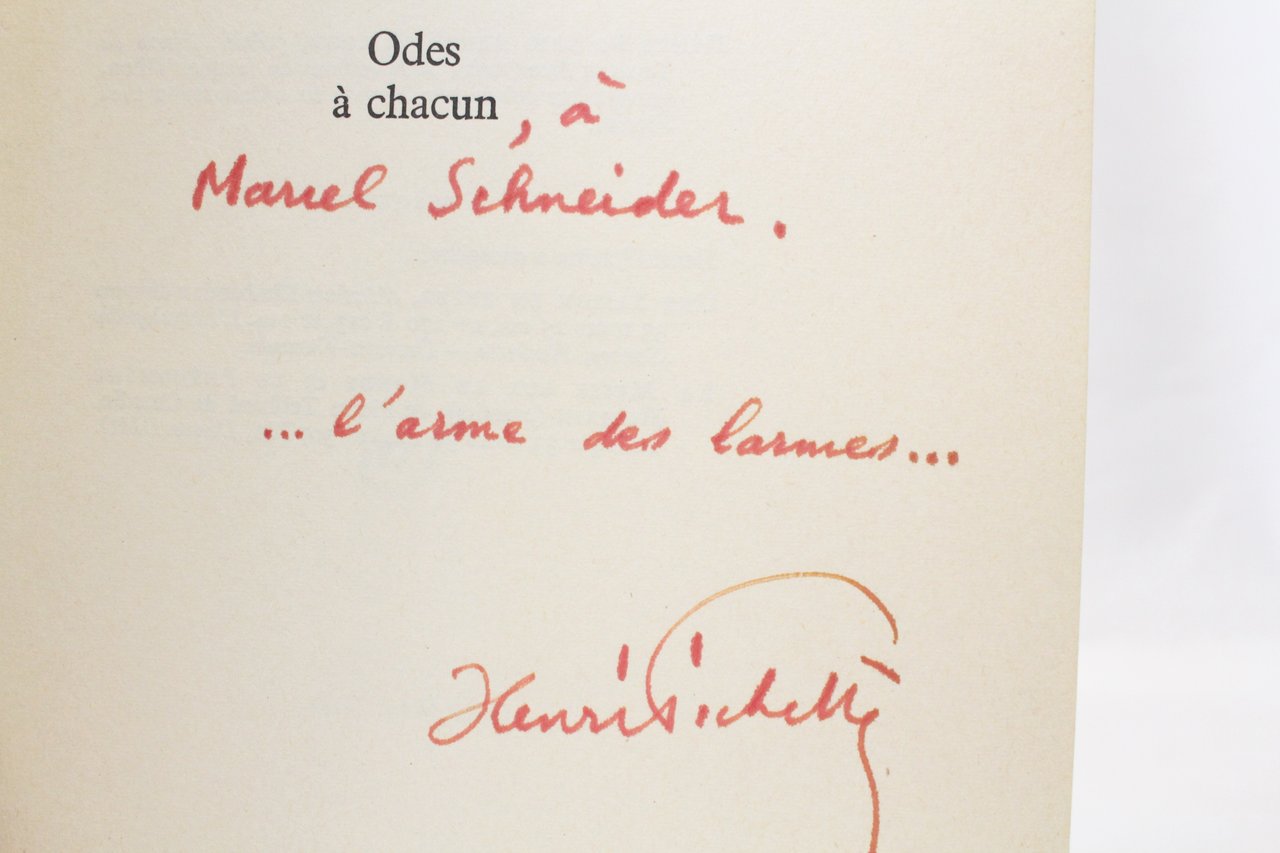 Odes
à chacun, à
Marcel Schneider.
... l'arme des larmes...
Henri Pichette